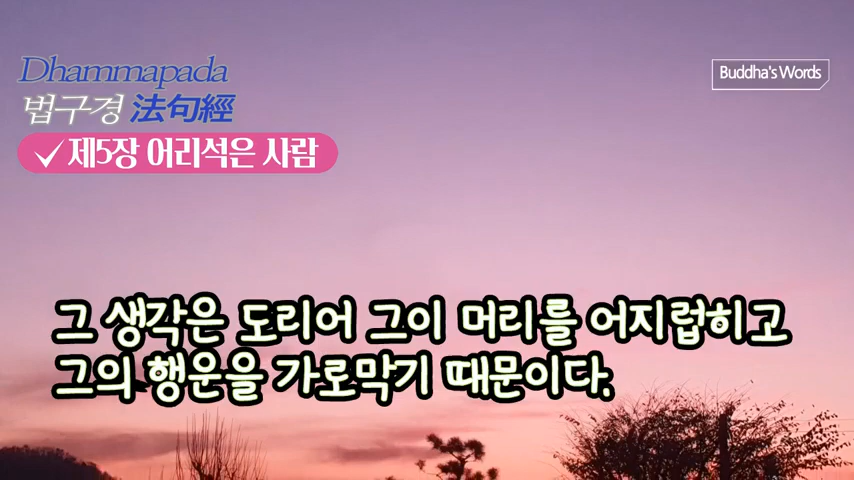 Dhammapada
Buddha's Words
법구경 法句經
제5장 어리석은 사람
그 생각은 도리어 그이 머리를 어지럽히고
그의 행운을 가로막기 때문이다.